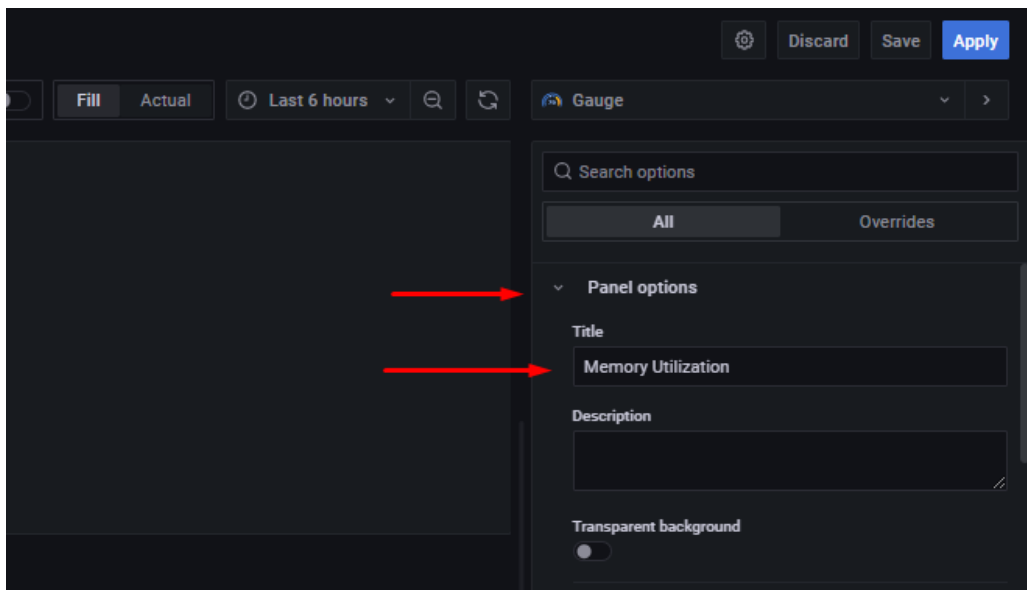 Discard Save Apply
Fill Actual Last 6 hours Gauge
Search options
All Overrides
Panel options
Title
Memory Utilization
Description
Transparent background